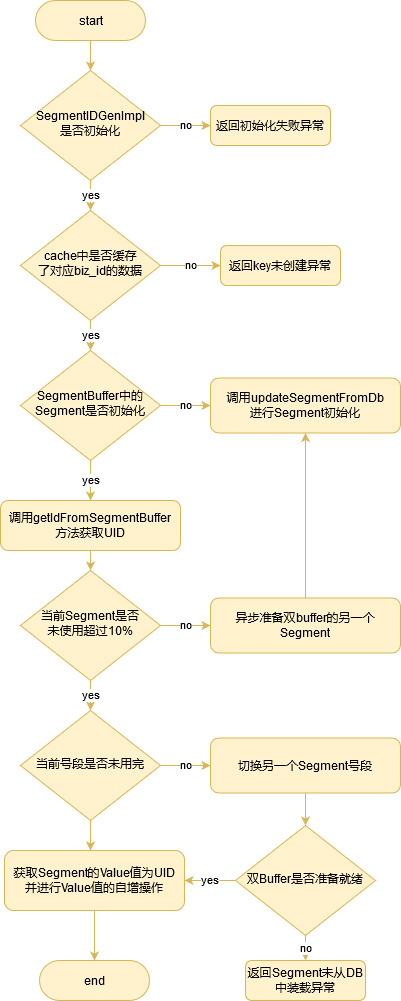 start
SegmentIDGenImpl
是否初始化
no
返回初始化失败异常
yes
cache中是否缓存
了对应biz_id的数据
no
返回key未创建异常
yes
SegmentBuffer中的
Segment是否初始化
no
调用updateSegmentFromDb
进行Segment初始化
yes
调用getIdFromSegmentBuffer
方法获取UID
当前Segment是否
未使用超过10%
no
异步准备双buffer的另一个
Segment
yes
当前号段是否未用完
no
切换另一个Segment号段
获取Segment的Value值为UID
并进行Value值的自增操作
yes
双Buffer是否准备就绪
no
end
返回Segment未从DB
中装载异常